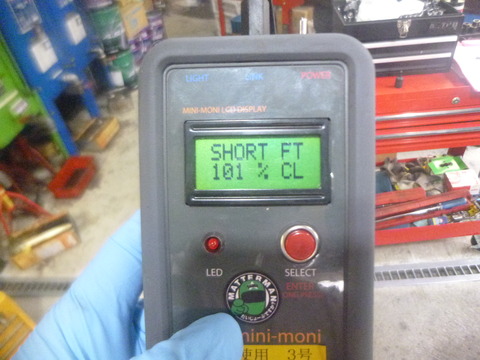 LIGHT LINK POWER
MINI-MONI LCD DISPLAY
SHORT FT
101 % CL
LED SELECT
MATTERMAN
ENTER
mini-moni
使用 3号